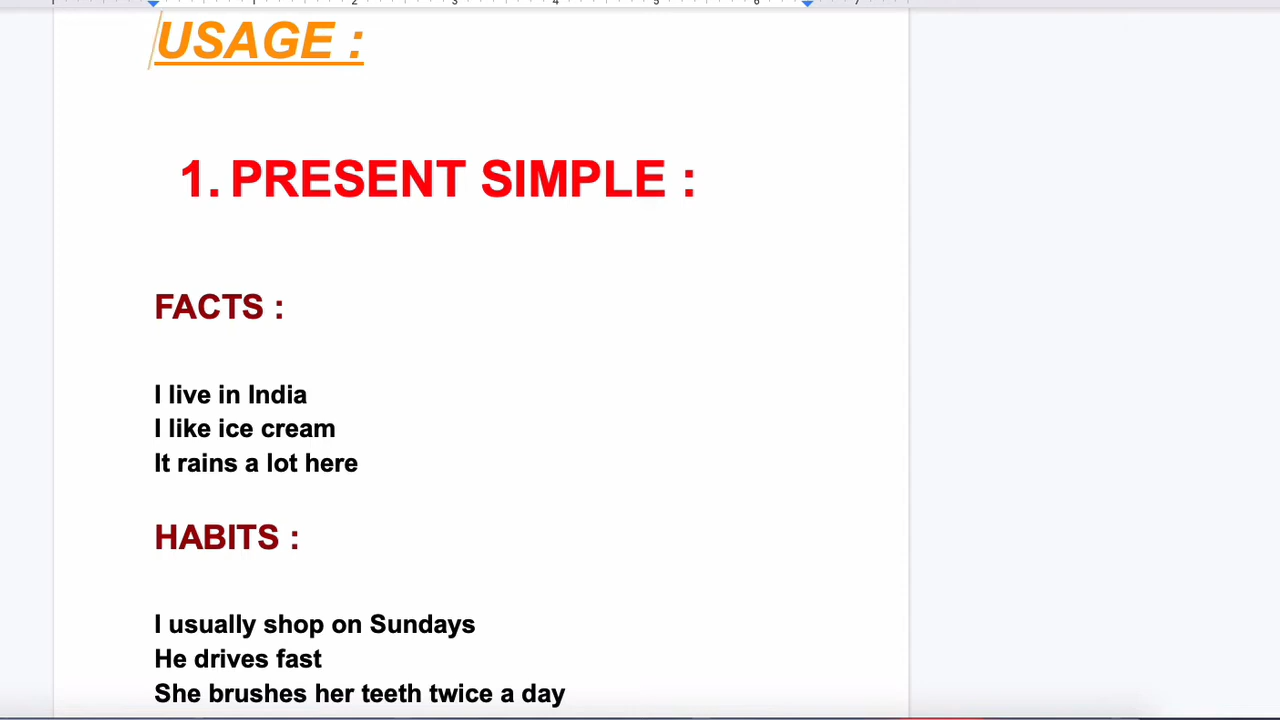 USAGE :
1. PRESENT SIMPLE :
FACTS :
I live in India
I like ice cream
It rains a lot here
HABITS :
I usually shop on Sundays
He drives fast
She brushes her teeth twice a day